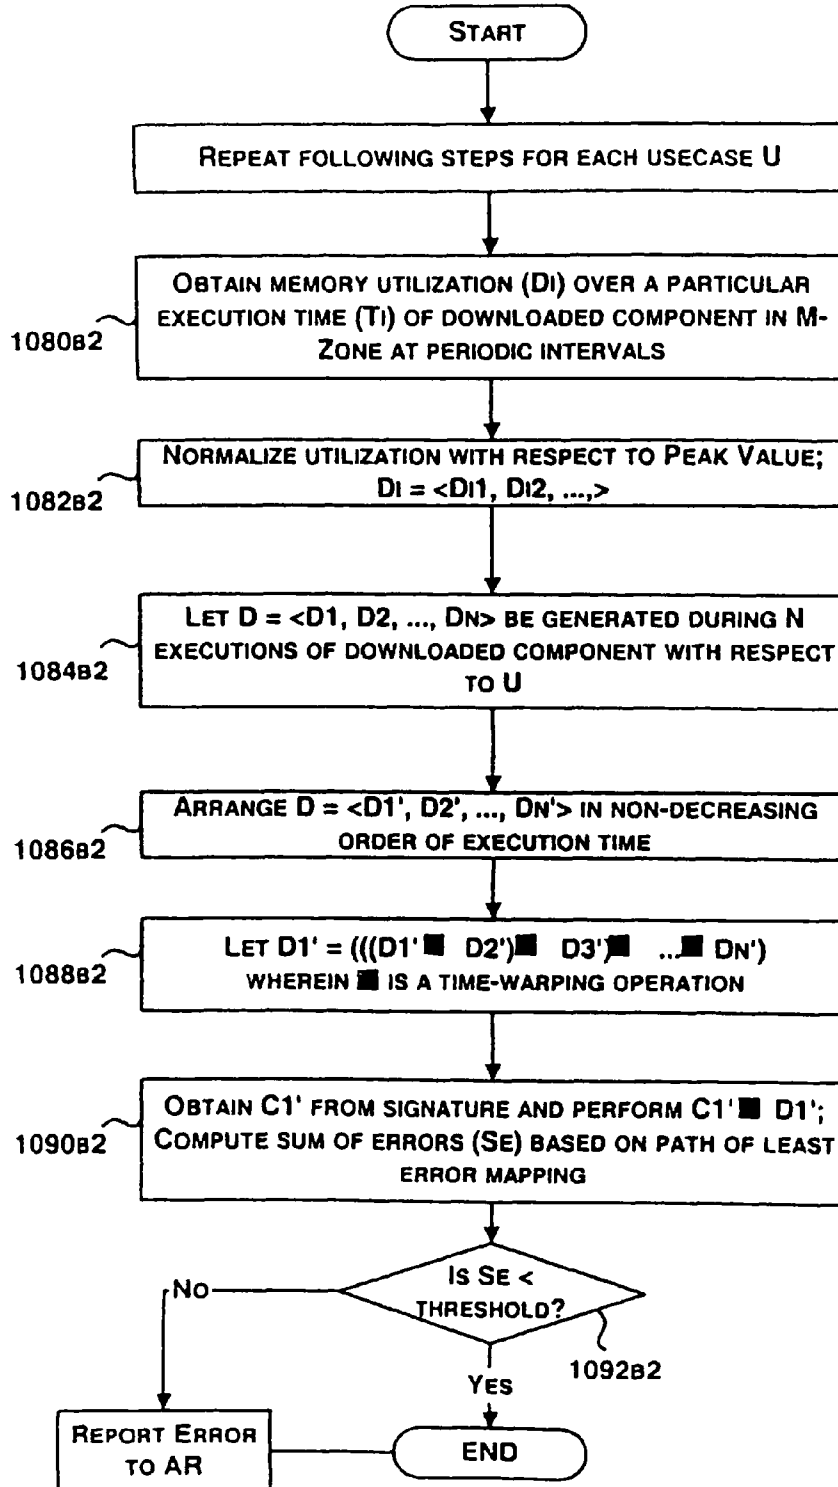 START
REPEAT FOLLOWING STEPS FOR EACH USECASE U
OBTAIN MEMORY UTILIZATION (DI) OVER A PARTICULAR
EXECUTION TIME (TI) OF DOWNLOADED COMPONENT IN M-
ZONE AT PERIODIC INTERVALS
1080B2
NORMALIZE UTILIZATION WITH RESPECT TO PEAK VALUE;
DI = <DI1, DI2, ...,>
1082B2
LET D = <D1, D2, ..., DN> BE GENERATED DURING N
EXECUTIONS OF DOWNLOADED COMPONENT WITH RESPECT
TO U
1084B2
ARRANGE D = <D1', D2', ..., DN'> IN NON-DECREASING
ORDER OF EXECUTION TIME
1086B2
LET D1' = (((D1' ■ D2')■ D3')■ ...■ DN')
WHEREIN ■ IS A TIME-WARPING OPERATION
1088B2
OBTAIN C1' FROM SIGNATURE AND PERFORM C1' ■ D1';
COMPUTE SUM OF ERRORS (SE) BASED ON PATH OF LEAST
ERROR MAPPING
1090B2
IS SE <
THRESHOLD?
1092B2
NO
YES
REPORT ERROR
TO AR
END